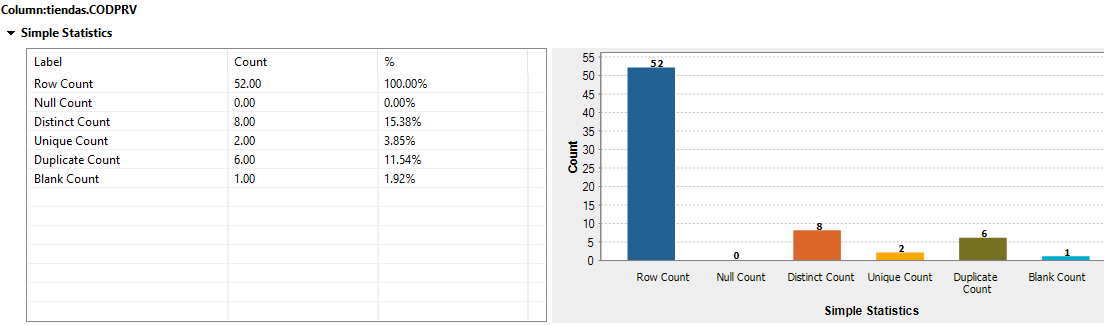 Column:tiendas.CODPRV
Simple Statistics
Label Count %
Row Count 52.00 100.00%
Null Count 0.00 0.00%
Distinct Count 8.00 15.38%
Unique Count 2.00 3.85%
Duplicate Count 6.00 11.54%
Blank Count 1.00 1.92%
55
50
45
40
35
30
25
20
15
10
5
0
Count
52
0
8
2
6
1
Row Count Null Count Distinct Count Unique Count Duplicate Blank Count
Count
Simple Statistics